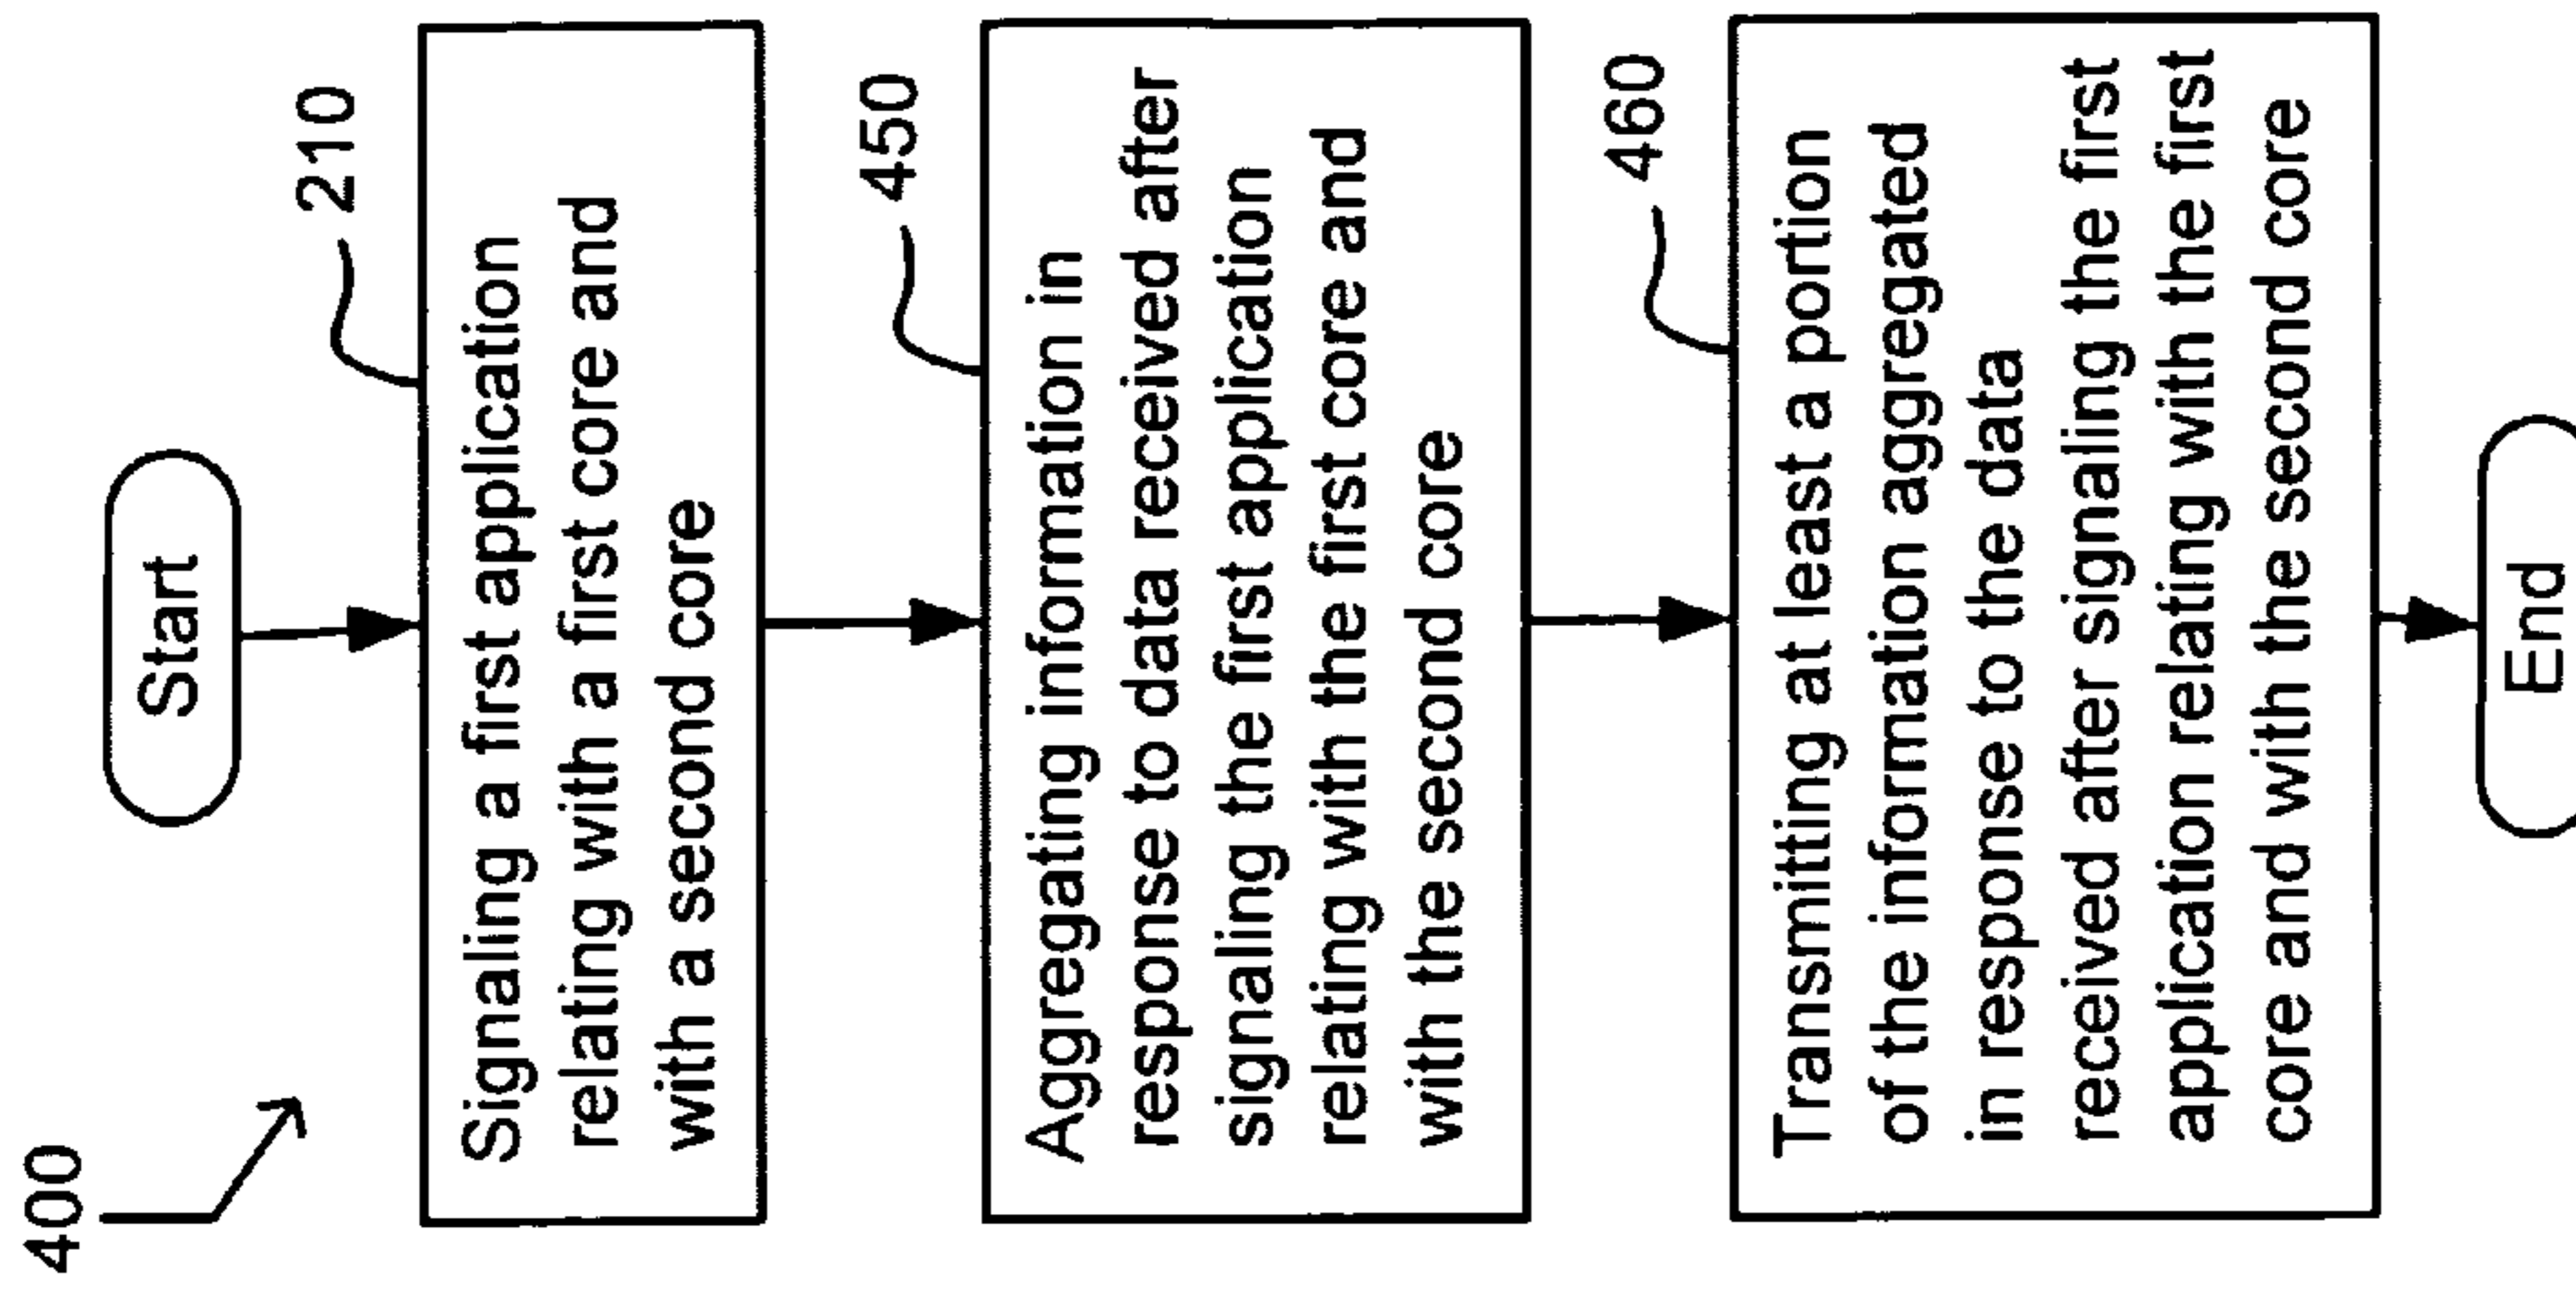 400
Start
210
Signaling a first application
relating with a first core and
with a second core
450
Aggregating information in
response to data received after
signaling the first application
relating with the first core and
with the second core
460
Transmitting at least a portion
of the information aggregated
in response to the data
received after signaling the first
application relating with the first
core and with the second core
End